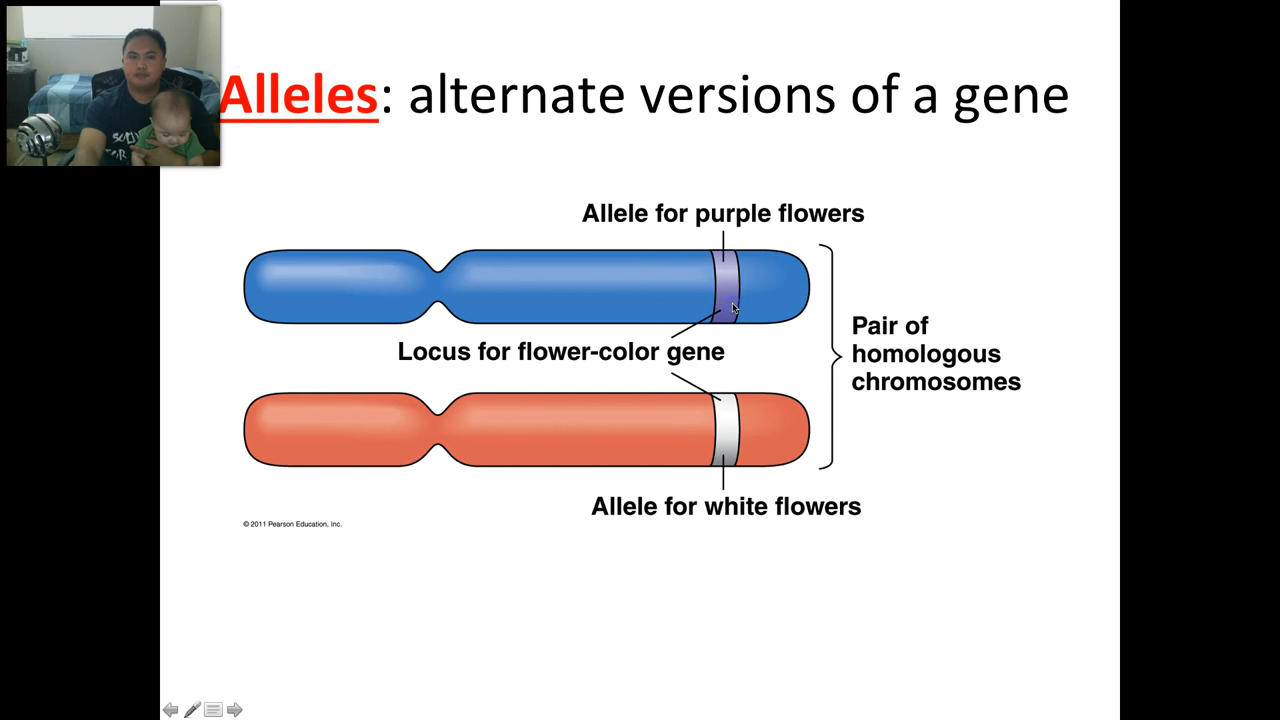 Alleles: alternate versions of a gene
Allele for purple flowers
Locus for flower-color gene
Pair of
homologous
chromosomes
Allele for white flowers
© 2011 Pearson Education, Inc.